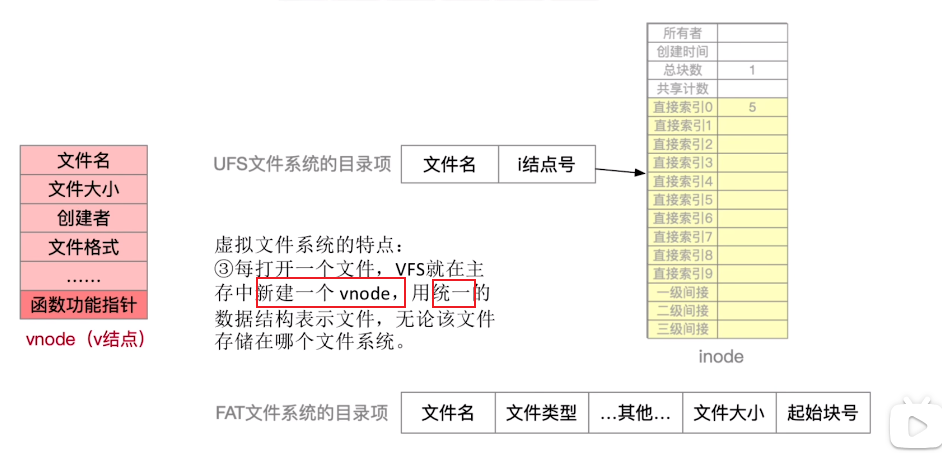 文件名
文件大小
创建者
文件格式
......
函数功能指针
vnode（v结点）
UFS文件系统的目录项
文件名
i结点号
虚拟文件系统的特点：
③每打开一个文件，VFS就在主
存中新建一个 vnode，用统一的
数据结构表示文件，无论该文件
存储在哪个文件系统。
所有者
创建时间
总块数 1
共享计数
直接索引0 5
直接索引1
直接索引2
直接索引3
直接索引4
直接索引5
直接索引6
直接索引7
直接索引8
直接索引9
一级间接
二级间接
三级间接
inode
FAT文件系统的目录项
文件名
文件类型
...其他...
文件大小
起始块号